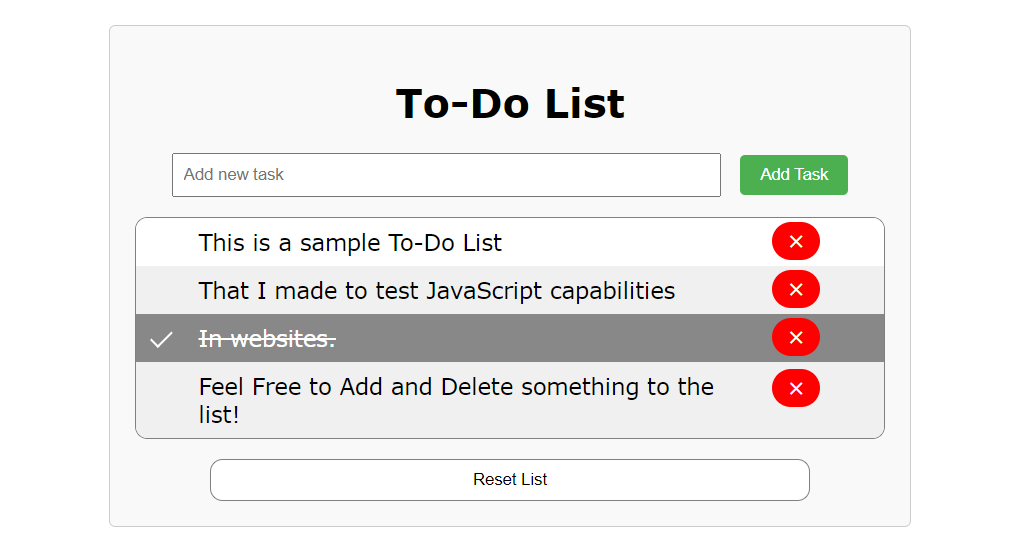 To-Do List
Add new task
Add Task
This is a sample To-Do List
×
That I made to test JavaScript capabilities
×
In websites.
×
Feel Free to Add and Delete something to the
list!
×
Reset List